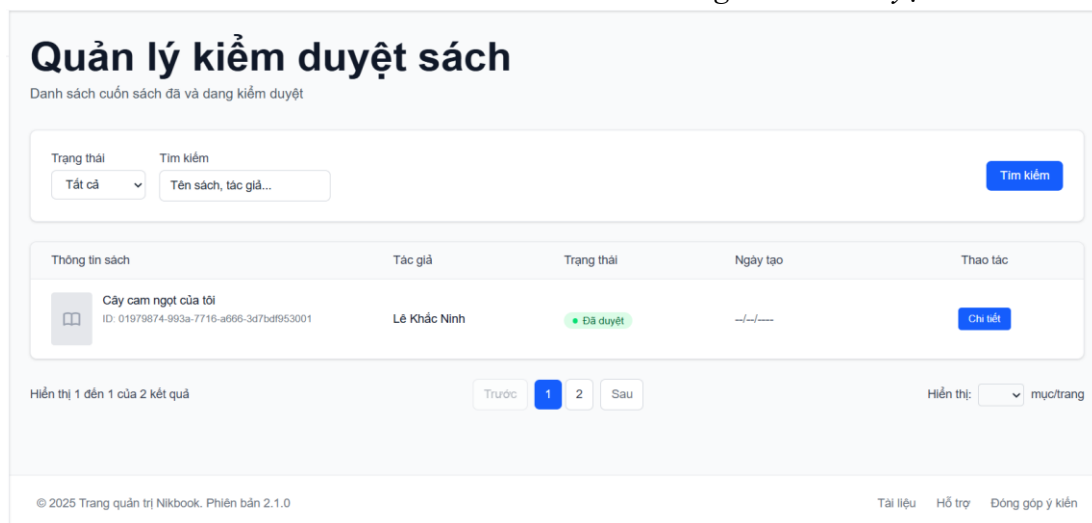 Quản lý kiểm duyệt sách
Danh sách cuốn sách đã và dang kiểm duyệt
Trạng thái Tìm kiếm
Tất cả Tên sách, tác giả... Tìm kiếm
Thông tin sách Tác giả Trạng thái Ngày tạo Thao tác
Cây cam ngọt của tôi
ID: 01979874-993a-7716-a666-3d7bdf953001 Lê Khắc Ninh Đã duyệt --/--/---- Chi tiết
Hiển thị 1 đến 1 của 2 kết quả Trước 1 2 Sau Hiển thị: mục/trang
© 2025 Trang quản trị Nikbook. Phiên bản 2.1.0 Tài liệu Hỗ trợ Đóng góp ý kiến